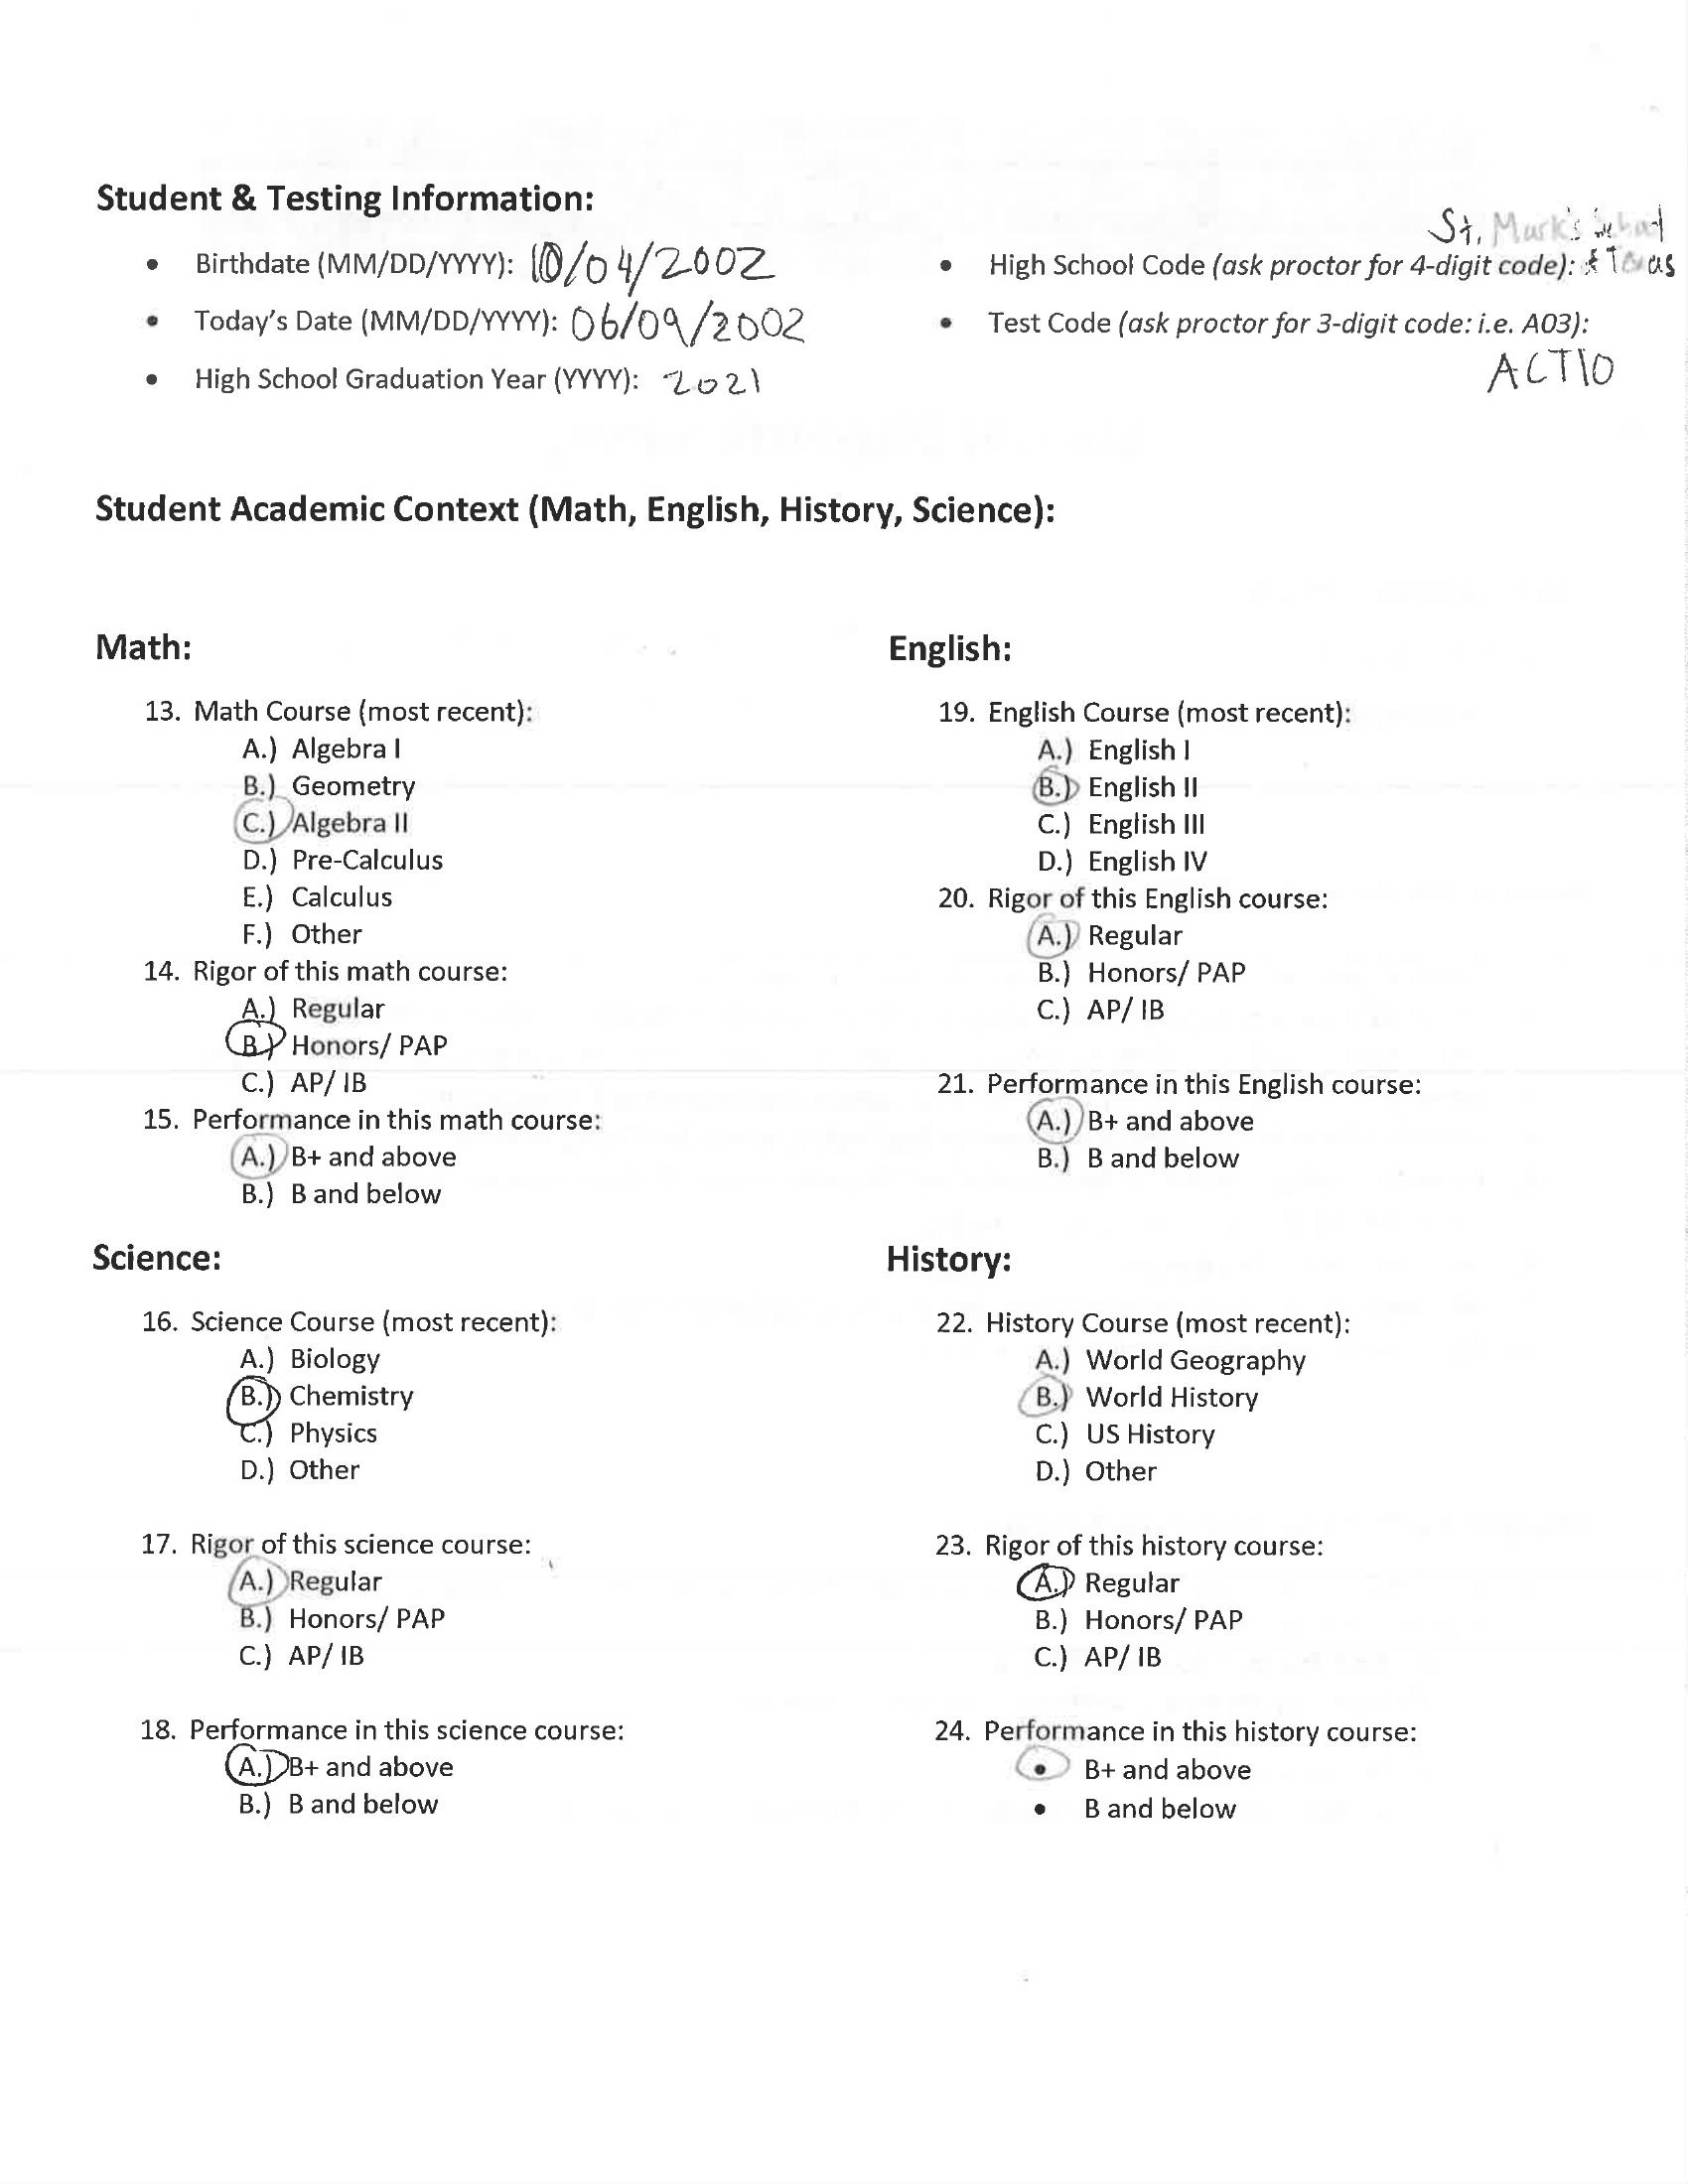 Student & Testing Information:
• Birthdate (MM/DD/YYYY): 10/04/2002
• Today's Date (MM/DD/YYYY): 06/09/2002
• High School Graduation Year (YYYY): 2021
St. Mark's School
• High School Code (ask proctor for 4-digit code): Texas
• Test Code (ask proctor for 3-digit code: i.e. A03):
ACT10
Student Academic Context (Math, English, History, Science):
Math:
13. Math Course (most recent):
A.) Algebra I
B.) Geometry
C.) Algebra II
D.) Pre-Calculus
E.) Calculus
F.) Other
14. Rigor of this math course:
A.) Regular
B.) Honors/ PAP
C.) AP/ IB
15. Performance in this math course:
A.) B+ and above
B.) B and below
English:
19. English Course (most recent):
A.) English I
B.) English II
C.) English III
D.) English IV
20. Rigor of this English course:
A.) Regular
B.) Honors/ PAP
C.) AP/ IB
21. Performance in this English course:
A.) B+ and above
B.) B and below
Science:
16. Science Course (most recent):
A.) Biology
B.) Chemistry
C.) Physics
D.) Other
17. Rigor of this science course:
A.) Regular
B.) Honors/ PAP
C.) AP/ IB
18. Performance in this science course:
A.) B+ and above
B.) B and below
History:
22. History Course (most recent):
A.) World Geography
B.) World History
C.) US History
D.) Other
23. Rigor of this history course:
A.) Regular
B.) Honors/ PAP
C.) AP/ IB
24. Performance in this history course:
• B+ and above
• B and below